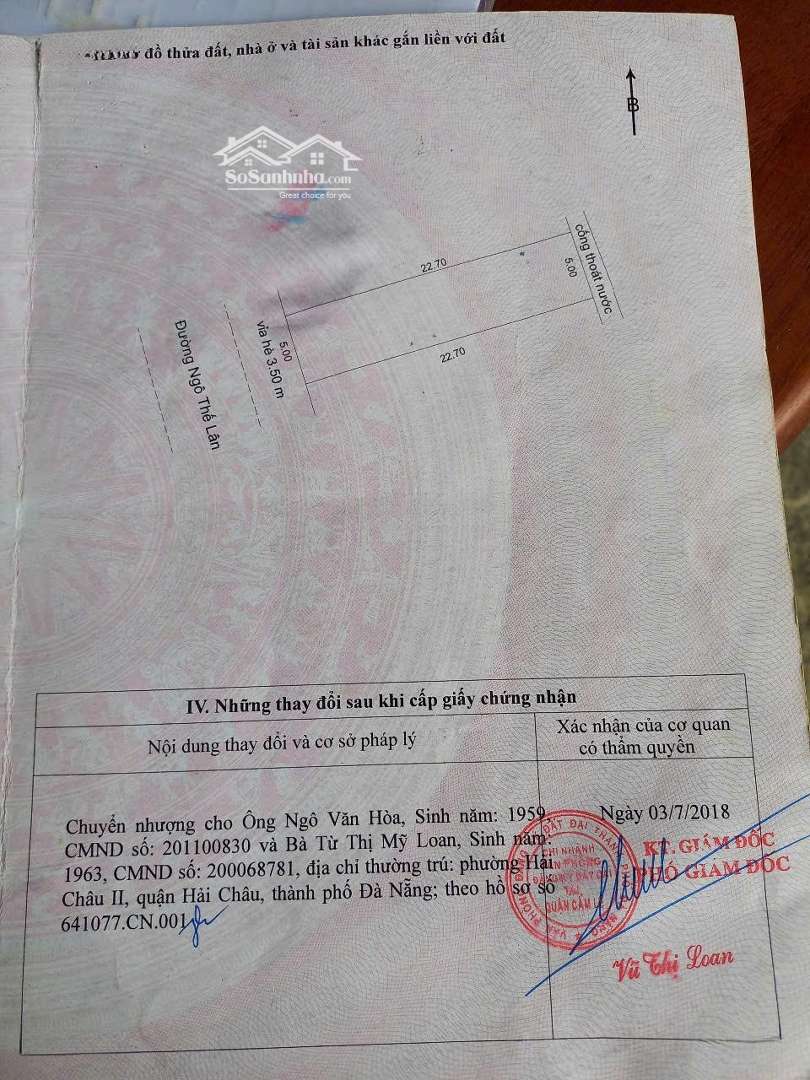 đồ thửa đất, nhà ở và tài sản khác gắn liền với đất
B
SoSanhnha.com
Great choice for you
cống thoát nước
22.70
5.00
5.00
22.70
vỉa hè 3.50 m
Đường Ngô Thế Lân
IV. Những thay đổi sau khi cấp giấy chứng nhận
Nội dung thay đổi và cơ sở pháp lý
Xác nhận của cơ quan
có thẩm quyền
Chuyển nhượng cho Ông Ngô Văn Hòa, Sinh năm: 1959,
CMND số: 201100830 và Bà Từ Thị Mỹ Loan, Sinh năm:
1963, CMND số: 200068781, địa chỉ thường trú: phường Hải
Châu II, quận Hải Châu, thành phố Đà Nẵng; theo hồ sơ số
641077.CN.001
Ngày 03/7/2018
KT. GIÁM ĐỐC
PHÓ GIÁM ĐỐC
CHI NHÁNH
QUẬN CẨM
Vũ Thị Loan